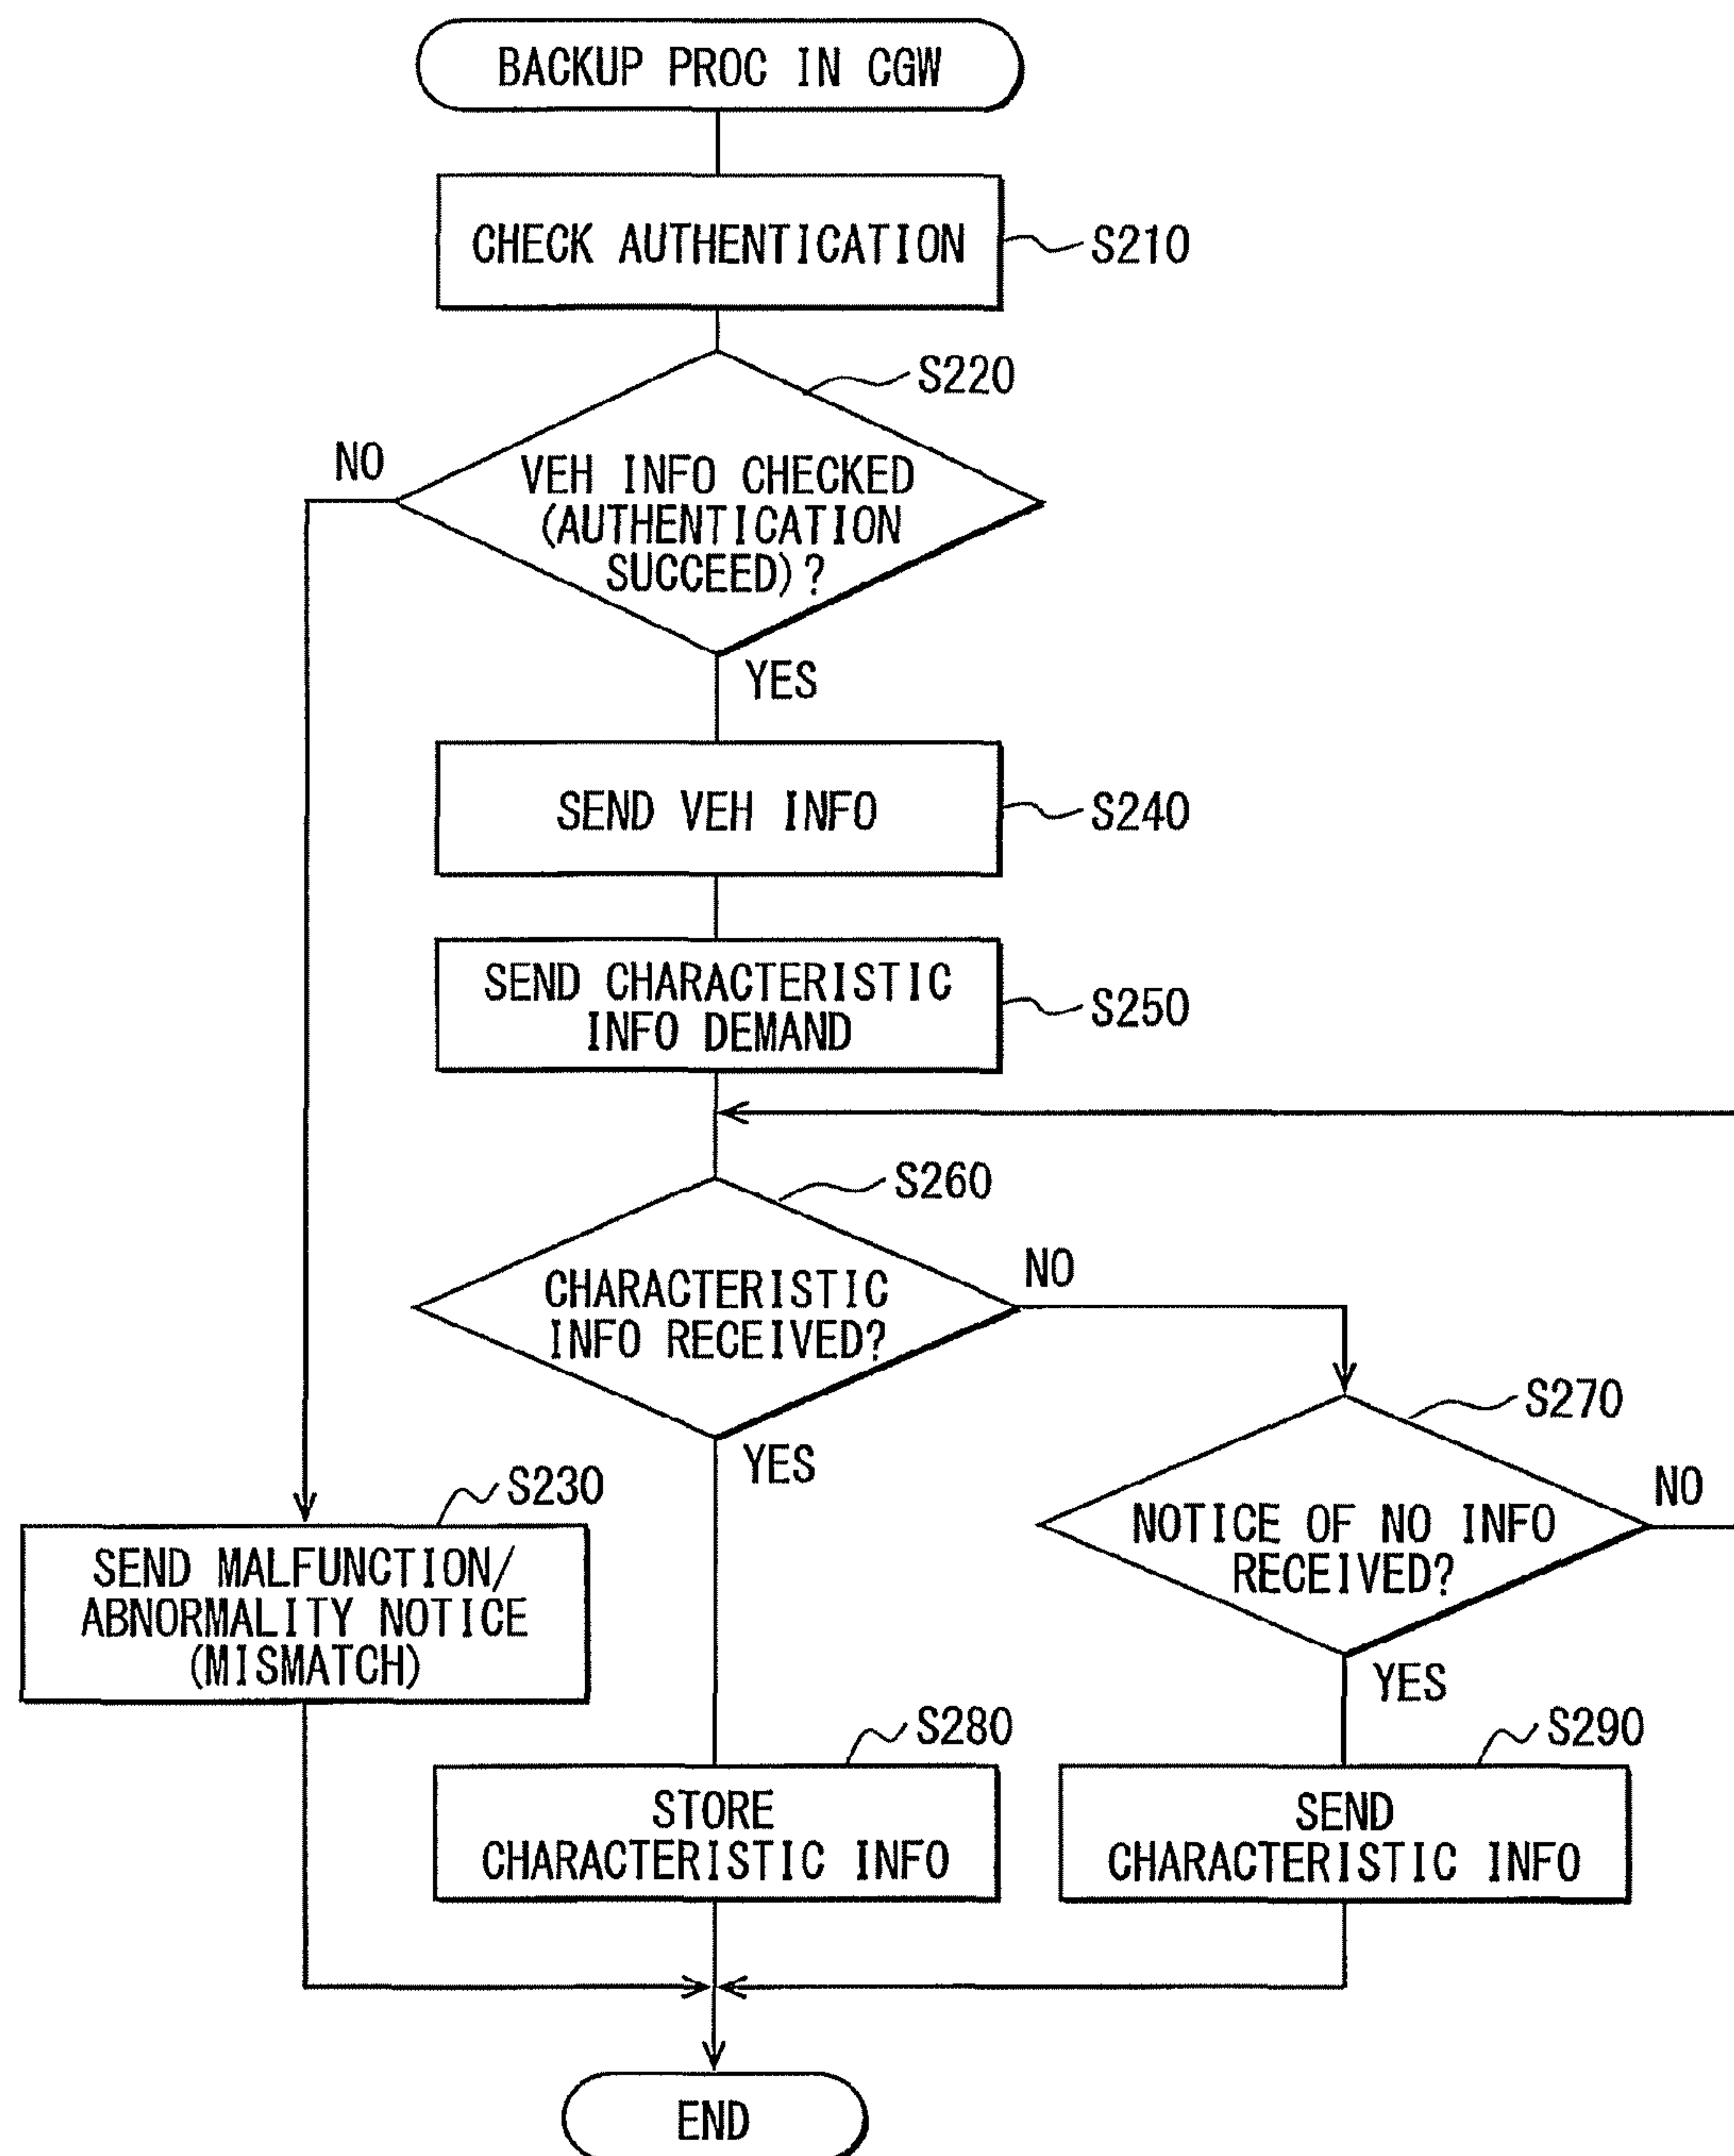 BACKUP PROC IN CGW
CHECK AUTHENTICATION
S210
S220
NO
VEH INFO CHECKED
(AUTHENTICATION
SUCCEED)?
YES
SEND VEH INFO
S240
SEND CHARACTERISTIC
INFO DEMAND
S250
S260
CHARACTERISTIC
INFO RECEIVED?
NO
YES
S270
NOTICE OF NO INFO
RECEIVED?
NO
YES
S230
SEND MALFUNCTION/
ABNORMALITY NOTICE
(MISMATCH)
S280
STORE
CHARACTERISTIC INFO
S290
SEND
CHARACTERISTIC INFO
END